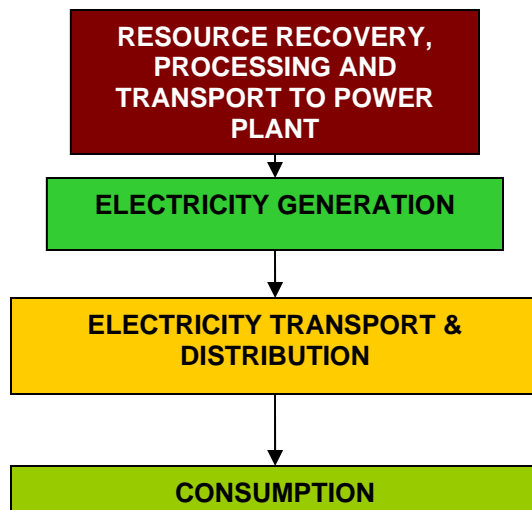 RESOURCE RECOVERY,
PROCESSING AND
TRANSPORT TO POWER
PLANT
ELECTRICITY GENERATION
ELECTRICITY TRANSPORT &
DISTRIBUTION
CONSUMPTION